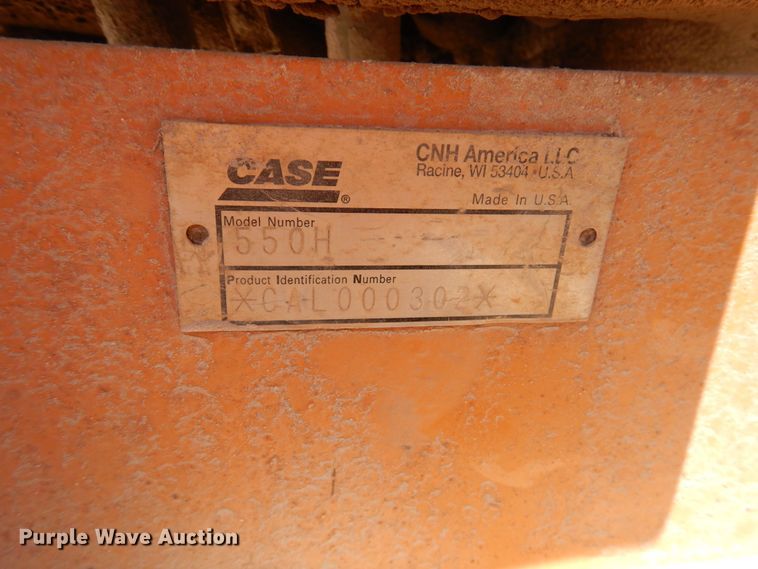 CASE®
CNH America LLC
Racine, WI 53404 U.S.A
Made In U.S.A.
Model Number
550H
Product Identification Number
*CAL000302*
Purple Wave Auction